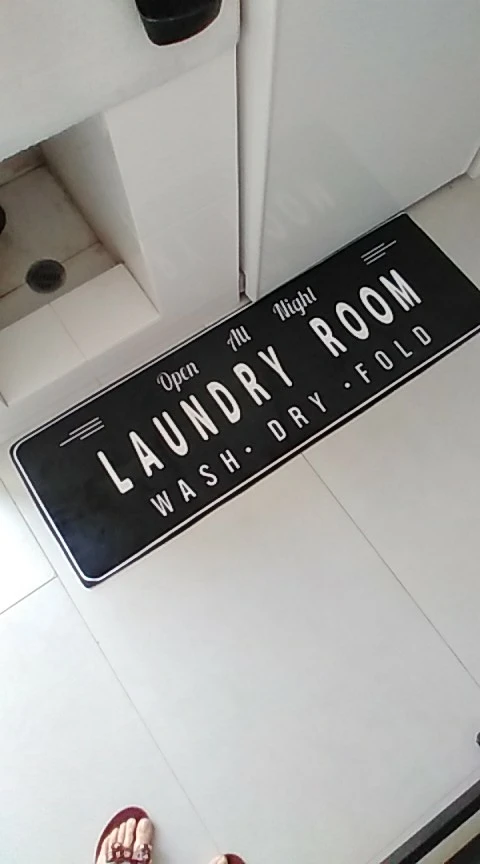 Open All Night
LAUNDRY ROOM
WASH • DRY • FOLD